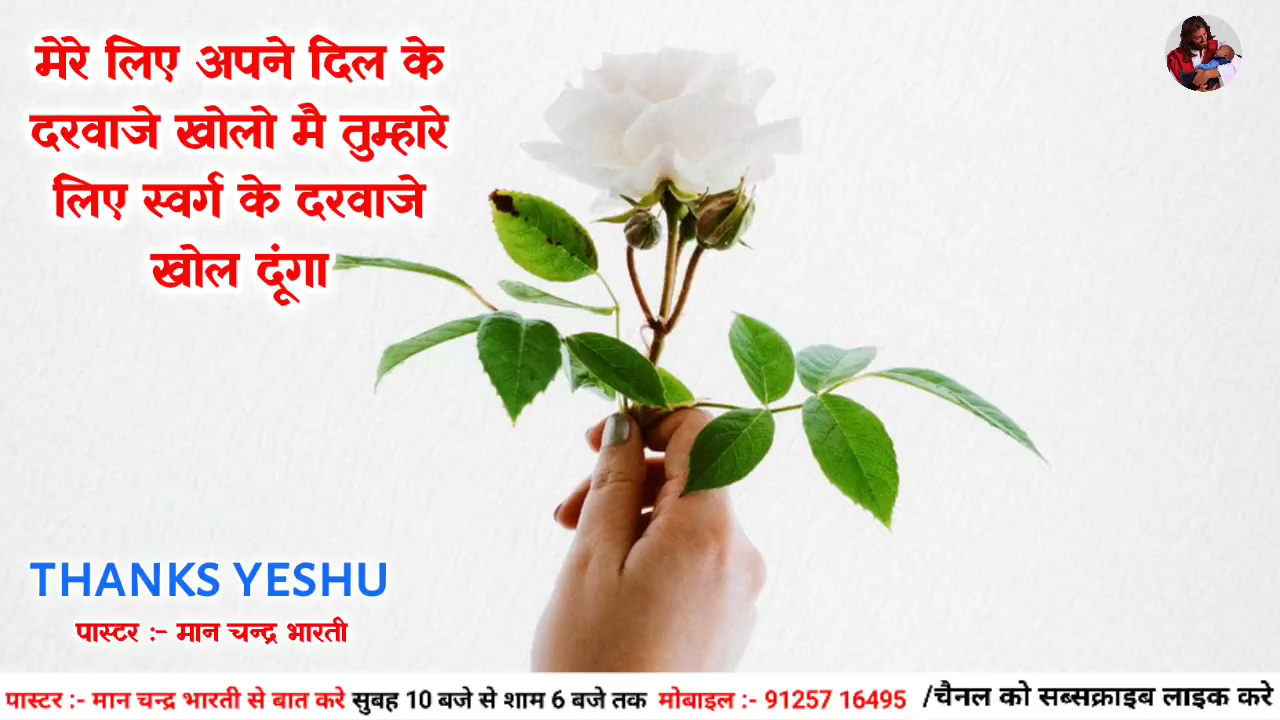 मेरे लिए अपने दिल के
दरवाजे खोलो मै तुम्हारे
लिए स्वर्ग के दरवाजे
खोल दूंगा
THANKS YESHU
पास्टर :- मान चन्द्र भारती
पास्टर :- मान चन्द्र भारती से बात करे सुबह 10 बजे से शाम 6 बजे तक मोबाइल :- 91257 16495 /चैनल को सब्सक्राइब लाइक करे